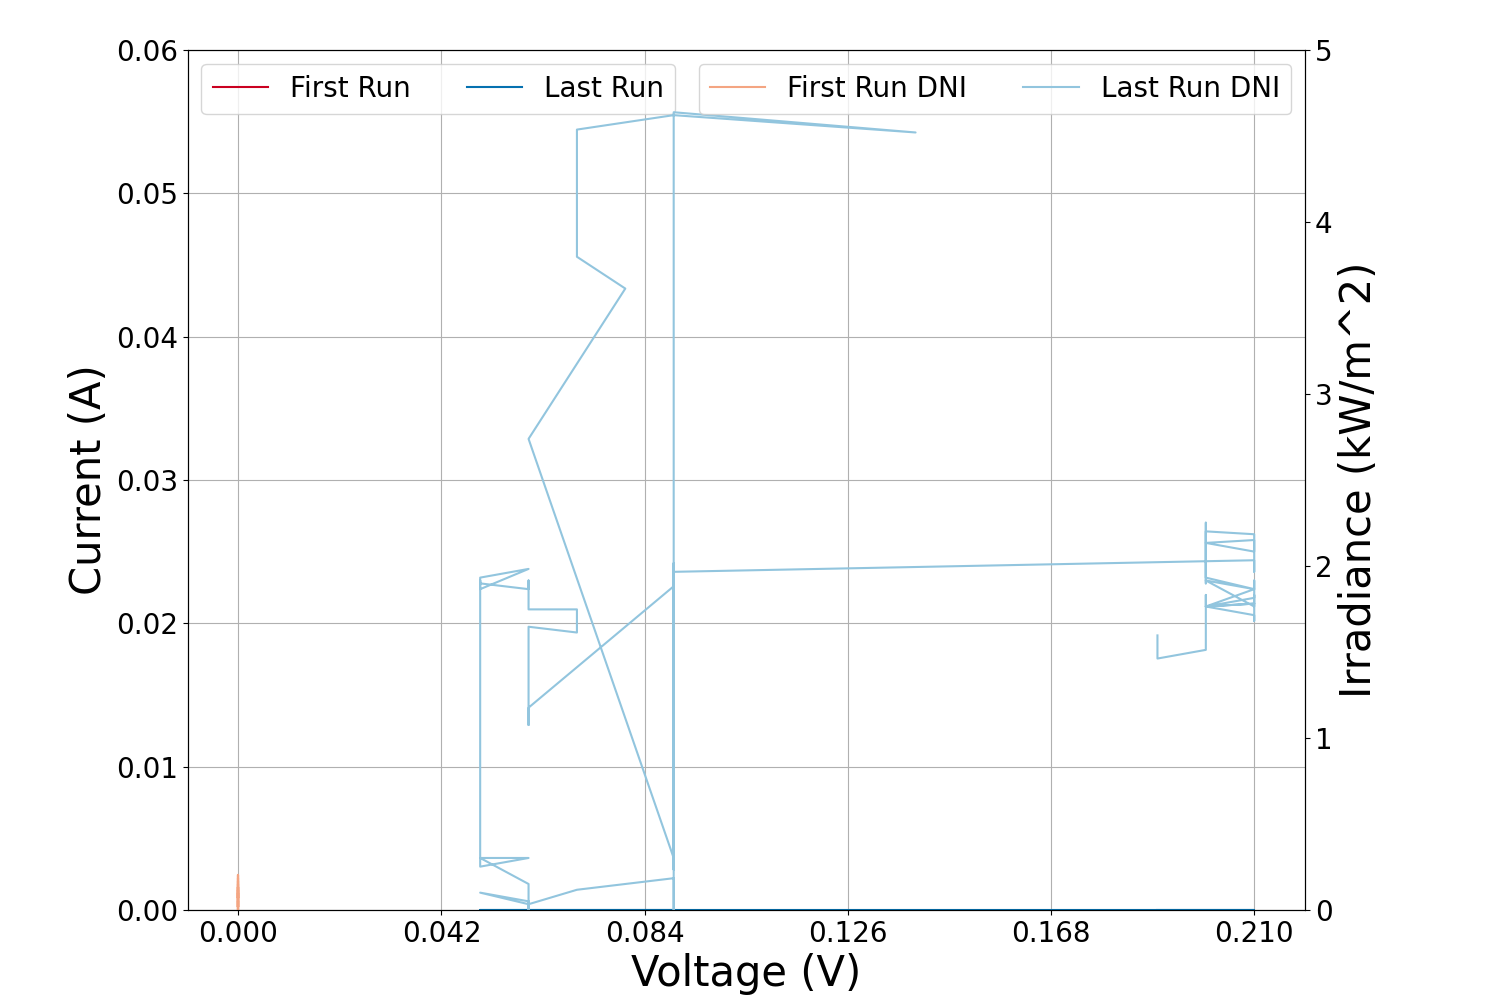 First Run
Last Run
First Run DNI
Last Run DNI
Current (A)
0.06
0.05
0.04
0.03
0.02
0.01
0.00
5
4
3
2
1
0
Irradiance (kW/m^2)
0.000 0.042 0.084 0.126 0.168 0.210
Voltage (V)